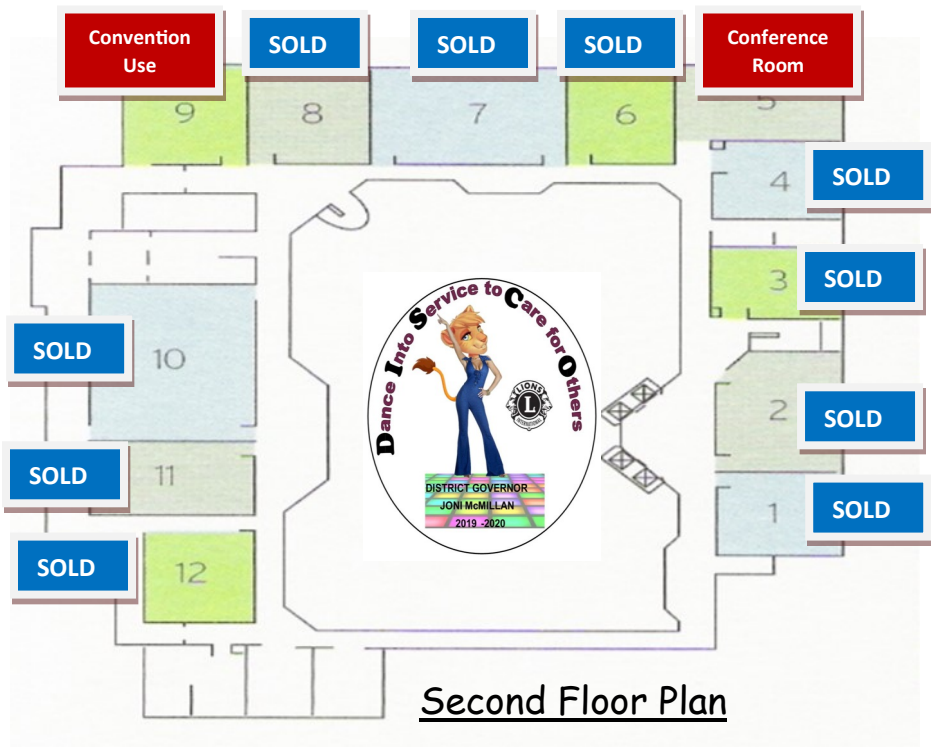 Convention
Use
SOLD
SOLD
SOLD
Conference
Room
9
8
7
6
5
4
SOLD
3
SOLD
SOLD
10
2
SOLD
SOLD
11
1
SOLD
SOLD
12
Dance Into Service to Care for Others
LIONS
L
INTERNATIONAL
DISTRICT GOVERNOR
JONI McMILLAN
2019 -2020
Second Floor Plan